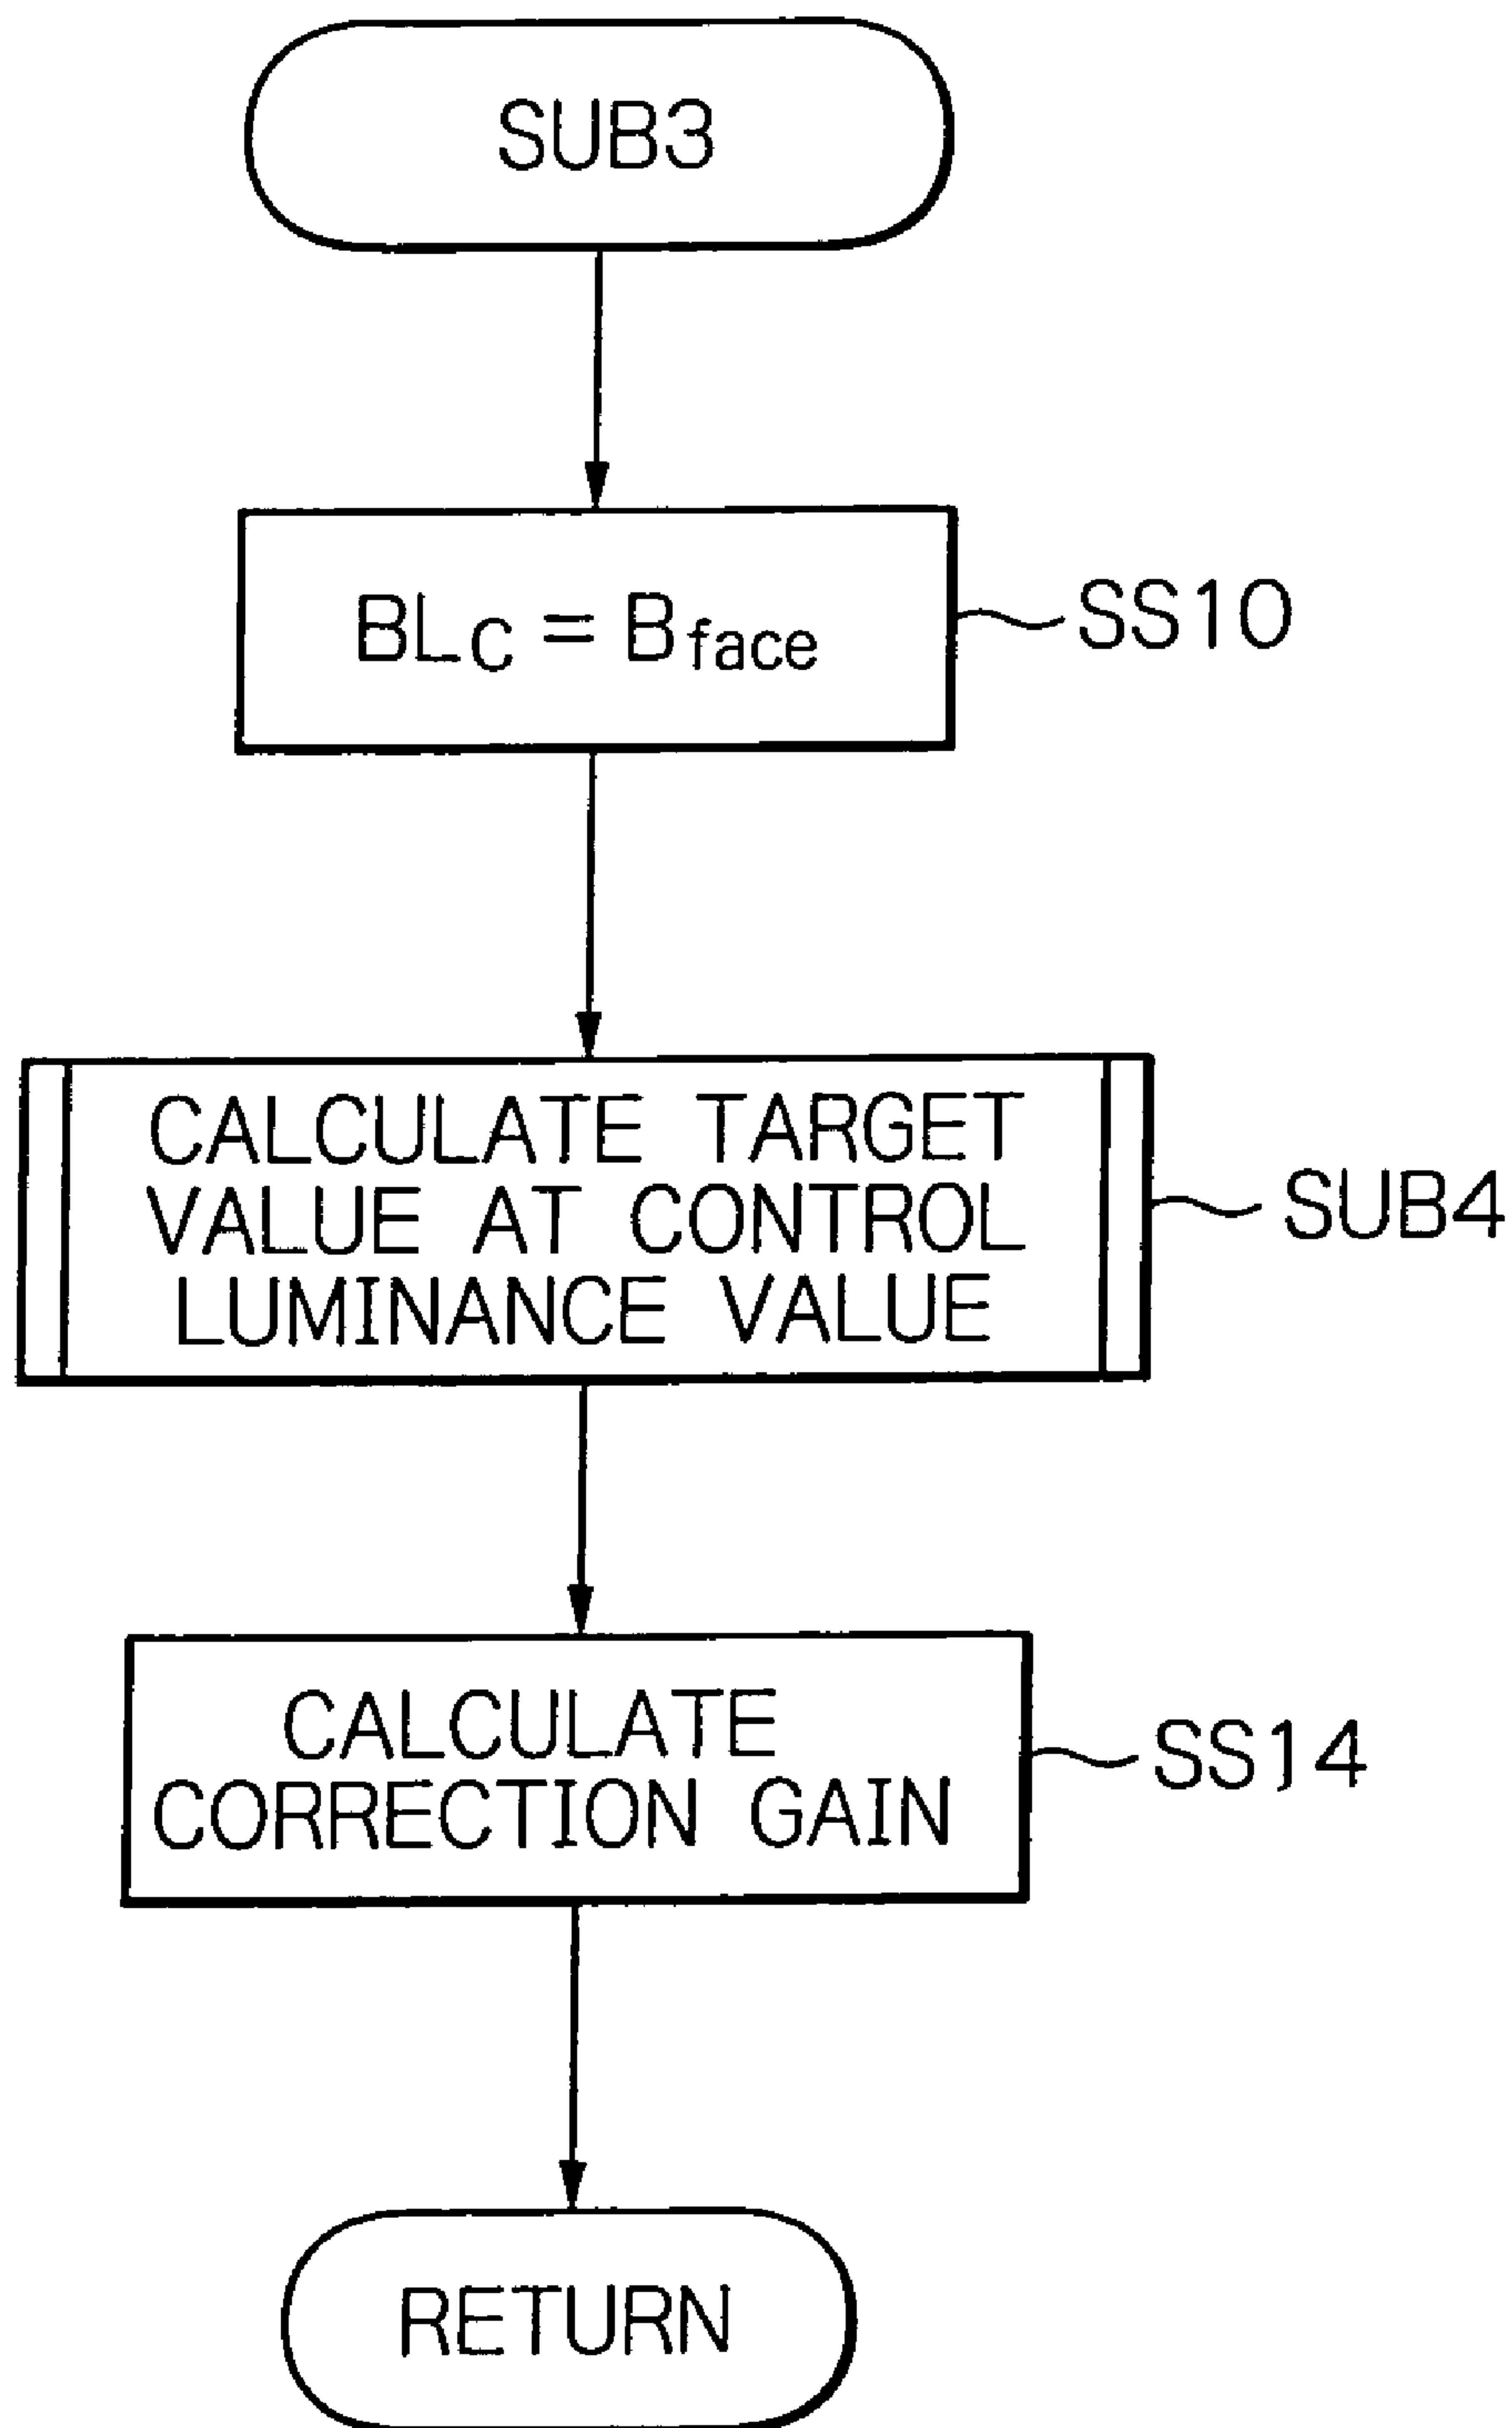 SUB3
BLc = Bface
SS10
CALCULATE TARGET
VALUE AT CONTROL
LUMINANCE VALUE
SUB4
CALCULATE
CORRECTION GAIN
SS14
RETURN